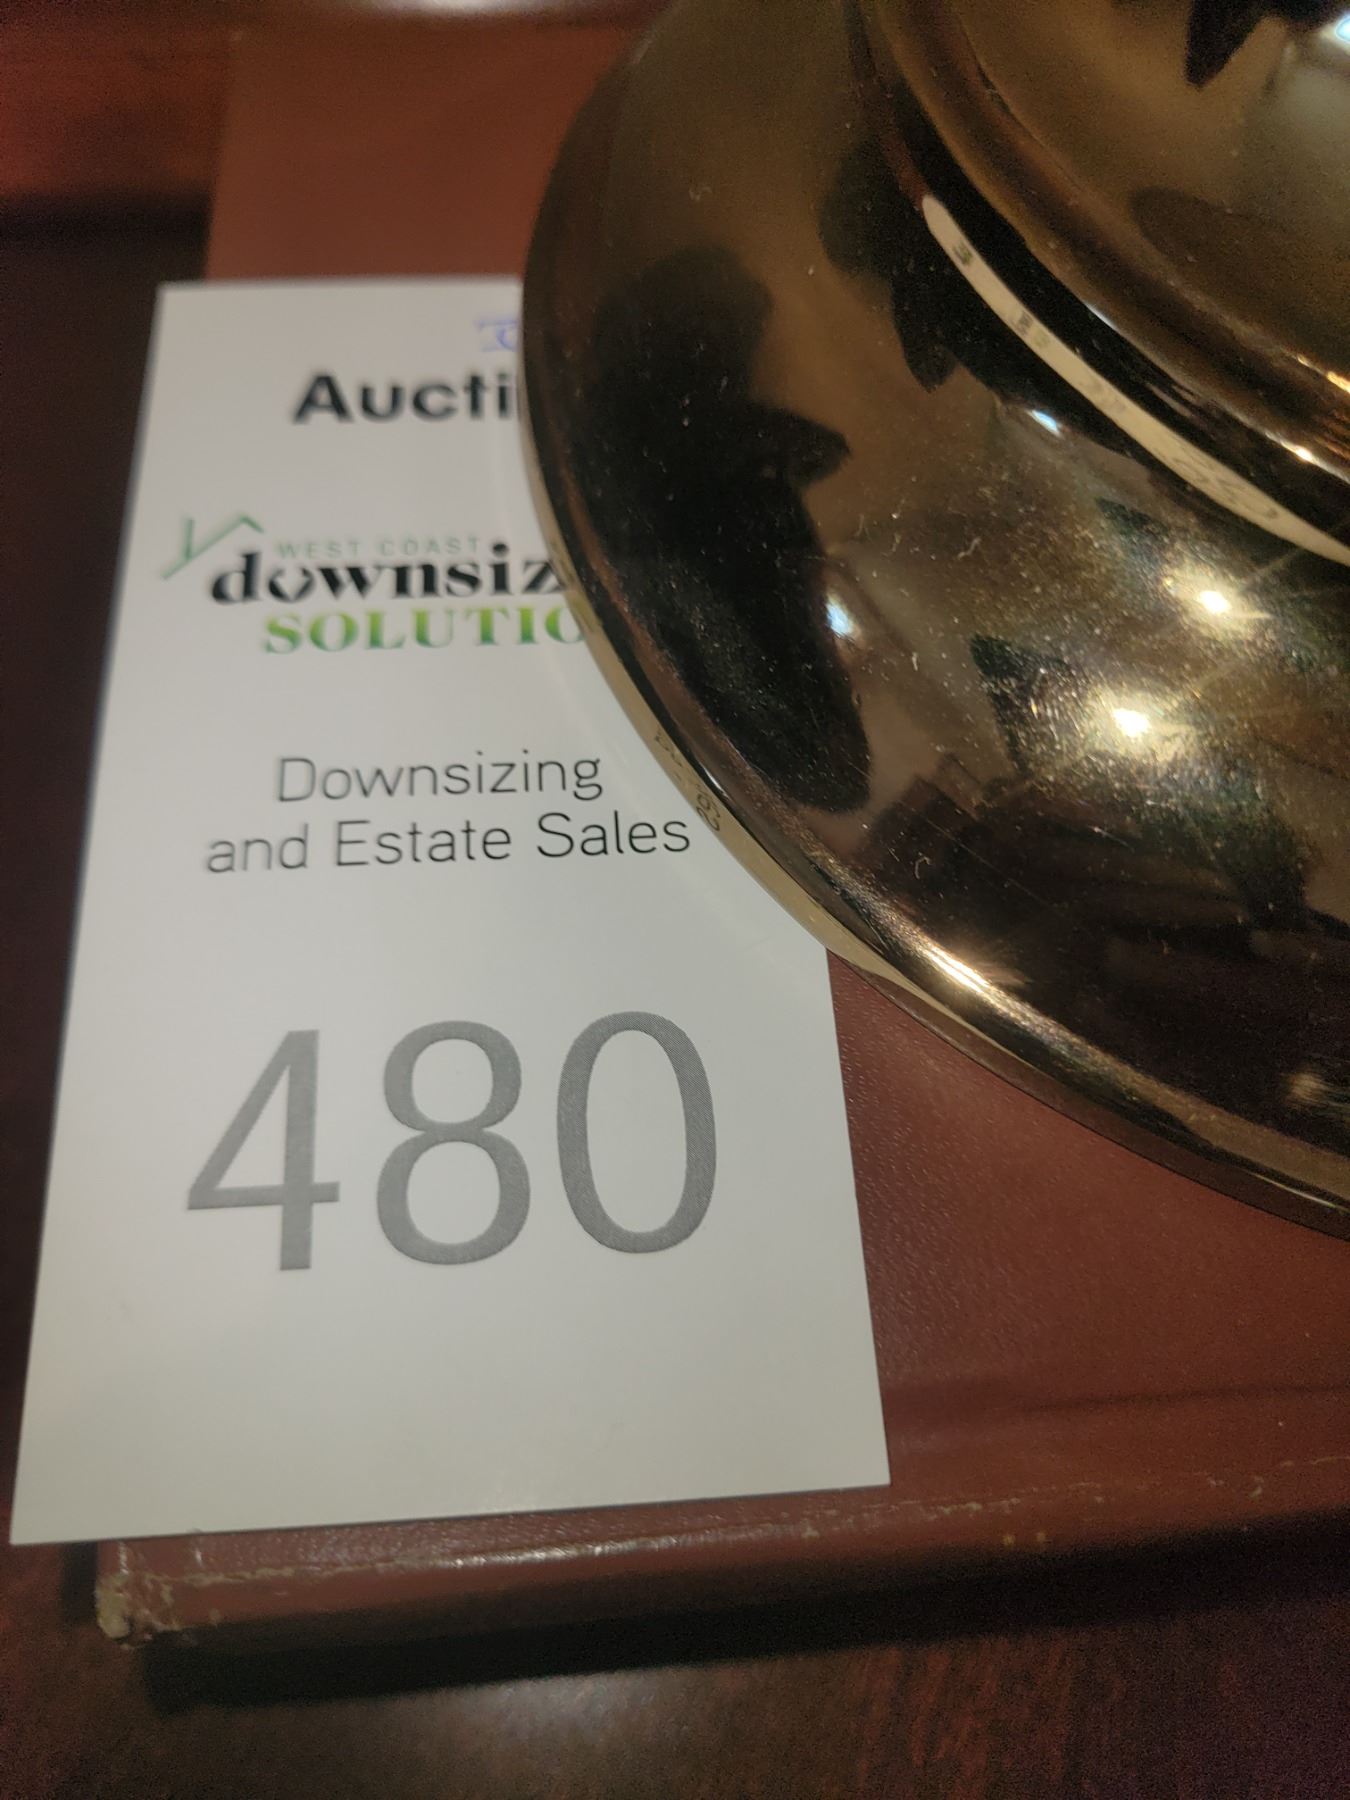 Aucti
WEST COAST
downsiz
SOLUTIO
Downsizing
and Estate Sales
480